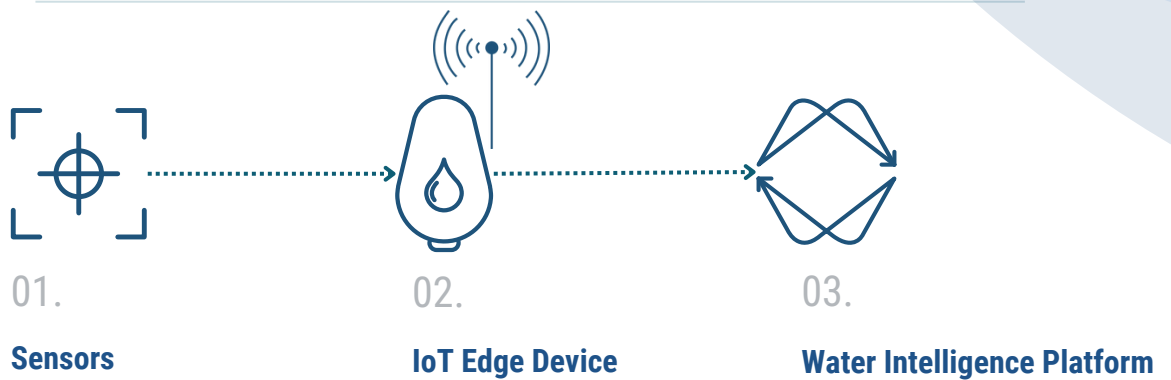 01.
Sensors
02.
IoT Edge Device
03.
Water Intelligence Platform